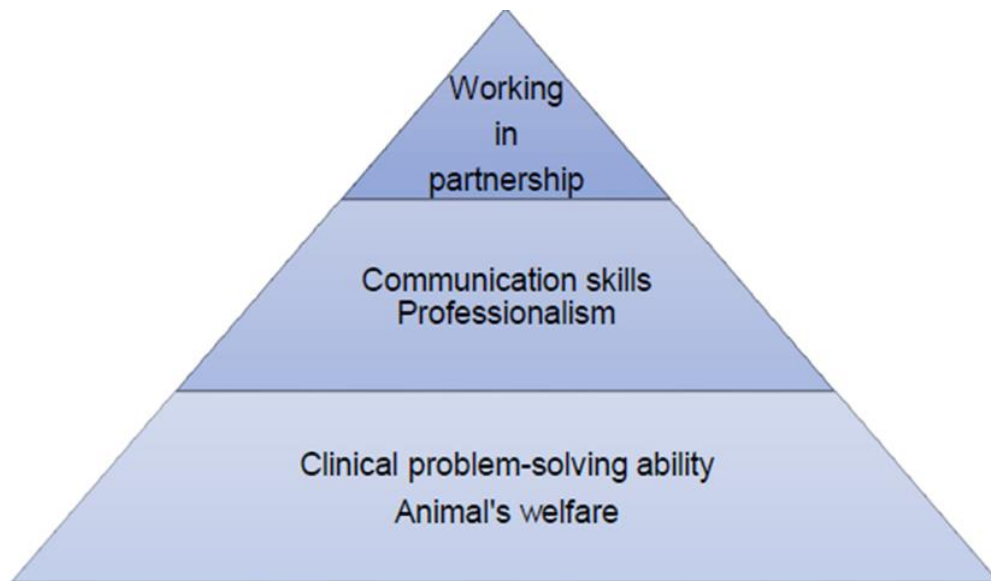 Working
in
partnership
Communication skills
Professionalism
Clinical problem-solving ability
Animal's welfare